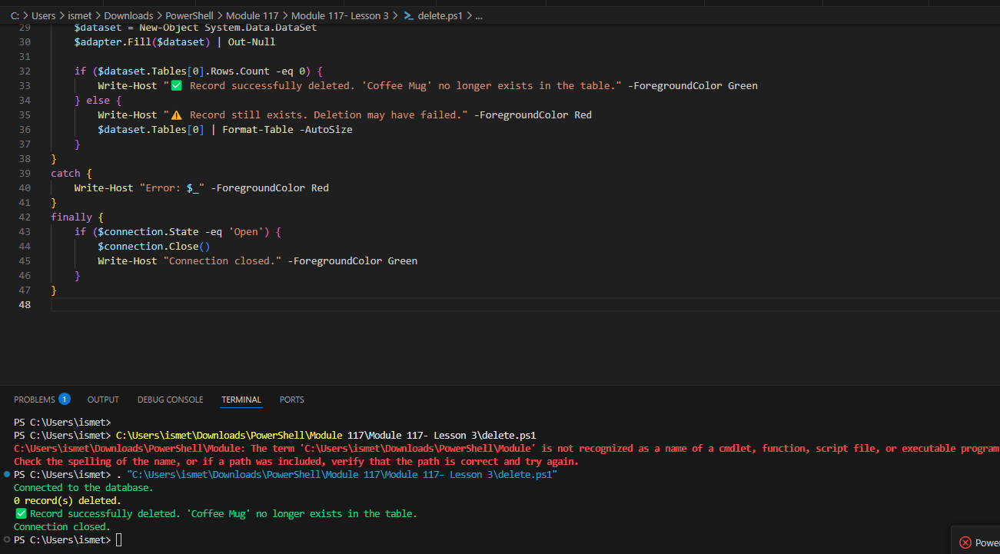 C: > Users > ismet > Downloads > PowerShell > Module 117 > Module 117- Lesson 3 > delete.ps1 > ...
29 $dataset = New-Object System.Data.DataSet
30 $adapter.Fill($dataset) | Out-Null
31
32 if ($dataset.Tables[0].Rows.Count -eq 0) {
33 Write-Host "✅ Record successfully deleted. 'Coffee Mug' no longer exists in the table." -ForegroundColor Green
34 } else {
35 Write-Host "⚠️ Record still exists. Deletion may have failed." -ForegroundColor Red
36 $dataset.Tables[0] | Format-Table -AutoSize
37 }
38 }
39 catch {
40 Write-Host "Error: $_" -ForegroundColor Red
41 }
42 finally {
43 if ($connection.State -eq 'Open') {
44 $connection.Close()
45 Write-Host "Connection closed." -ForegroundColor Green
46 }
47 }
48
PROBLEMS 1 OUTPUT DEBUG CONSOLE TERMINAL PORTS
PS C:\Users\ismet>
PS C:\Users\ismet> C:\Users\ismet\Downloads\PowerShell\Module 117\Module 117- Lesson 3\delete.ps1
C:\Users\ismet\Downloads\PowerShell\Module: The term 'C:\Users\ismet\Downloads\PowerShell\Module' is not recognized as a name of a cmdlet, function, script file, or executable program
Check the spelling of the name, or if a path was included, verify that the path is correct and try again.
PS C:\Users\ismet> . "C:\Users\ismet\Downloads\PowerShell\Module 117\Module 117- Lesson 3\delete.ps1"
Connected to the database.
0 record(s) deleted.
✅ Record successfully deleted. 'Coffee Mug' no longer exists in the table.
Connection closed.
PS C:\Users\ismet>
Power